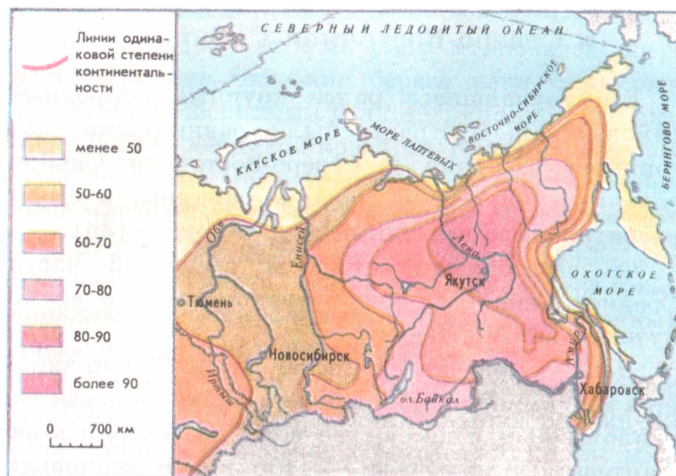 Линии одина-
ковой степени
континенталь-
ности
менее 50
50-60
60-70
70-80
80-90
более 90
0 700 км
СЕВЕРНЫЙ ЛЕДОВИТЫЙ ОКЕАН
БЕРИНГОВО МОРЕ
ВОСТОЧНО-СИБИРСКОЕ
МОРЕ
МОРЕ ЛАПТЕВЫХ
КАРСКОЕ МОРЕ
Обь
Енисей
Лена
Якутск
ОХОТСКОЕ
МОРЕ
Тюмень
Новосибирск
Иртыш
оз.Байкал
Амур
Хабаровск